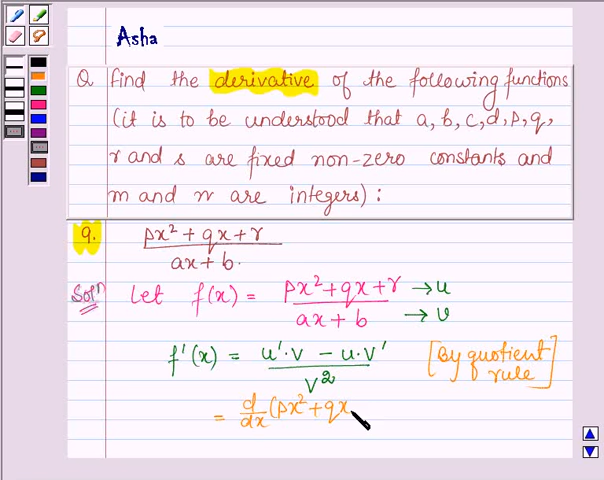 Asha
Q find the derivative of the following functions
(it is to be understood that a, b, c, d, p, q,
r and s are fixed non-zero constants and
m and n are integers) :
9. px² + qx + r
ax + b.
Solⁿ Let f(x) = px² + qx + r → u
ax + b → v
f'(x) = u'·v - u·v' [By quotient
v² rule]
= d/dx (px² + qx